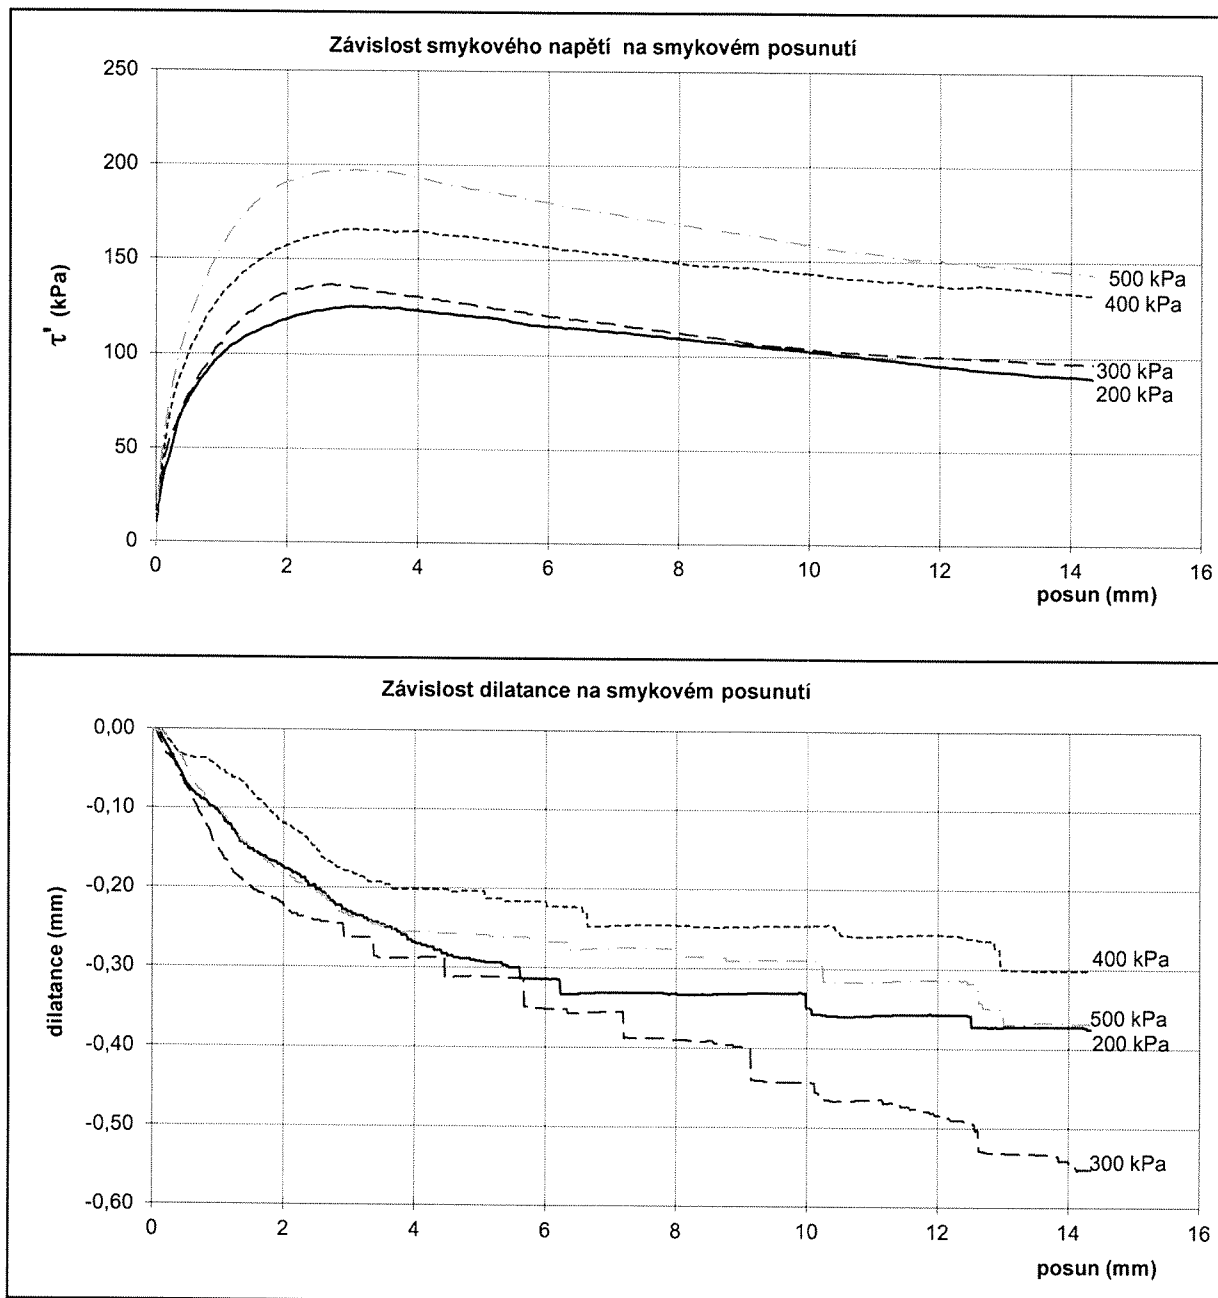 Závislost smykového napětí na smykovém posunutí
250
200
150
100
50
0
τ' (kPa)
500 kPa
400 kPa
300 kPa
200 kPa
0 2 4 6 8 10 12 14 16
posun (mm)
Závislost dilatance na smykovém posunutí
0,00
-0,10
-0,20
-0,30
-0,40
-0,50
-0,60
dilatance (mm)
400 kPa
500 kPa
200 kPa
300 kPa
0 2 4 6 8 10 12 14 16
posun (mm)